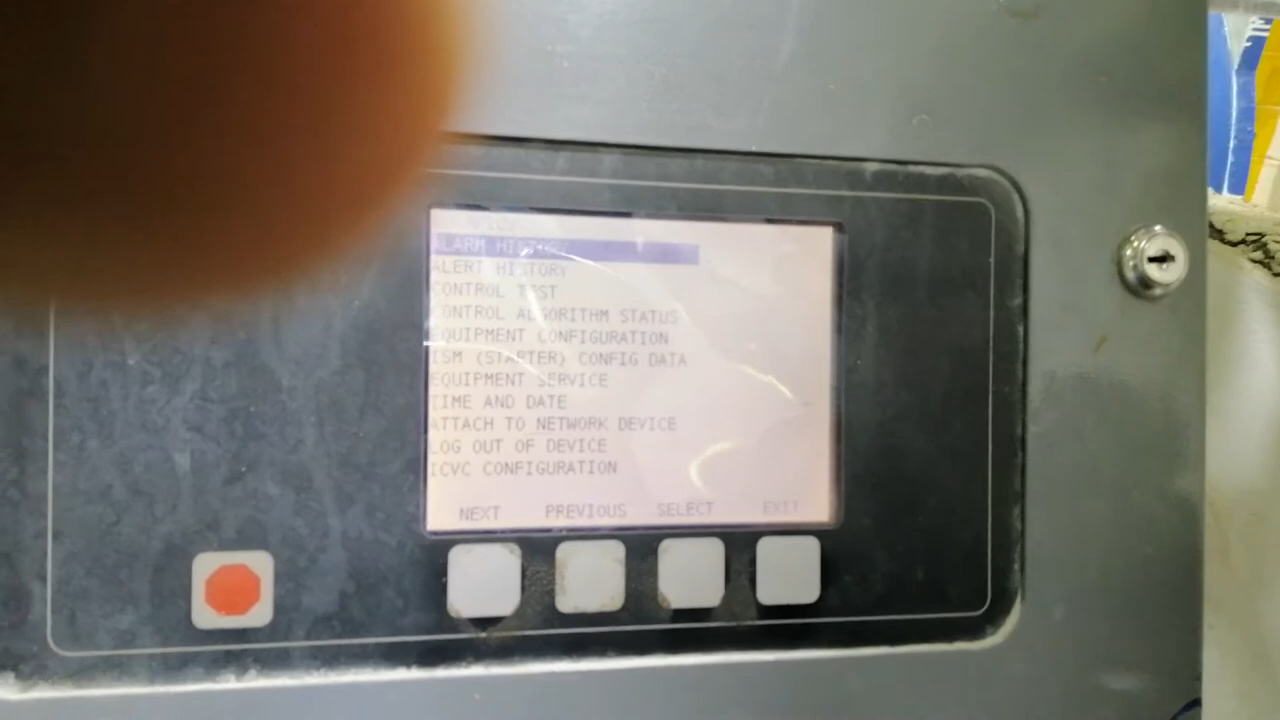 ALARM HISTORY
ALERT HISTORY
CONTROL TEST
CONTROL ALGORITHM STATUS
EQUIPMENT CONFIGURATION
ISM (STARTER) CONFIG DATA
EQUIPMENT SERVICE
TIME AND DATE
ATTACH TO NETWORK DEVICE
LOG OUT OF DEVICE
ICVC CONFIGURATION
NEXT PREVIOUS SELECT EXIT